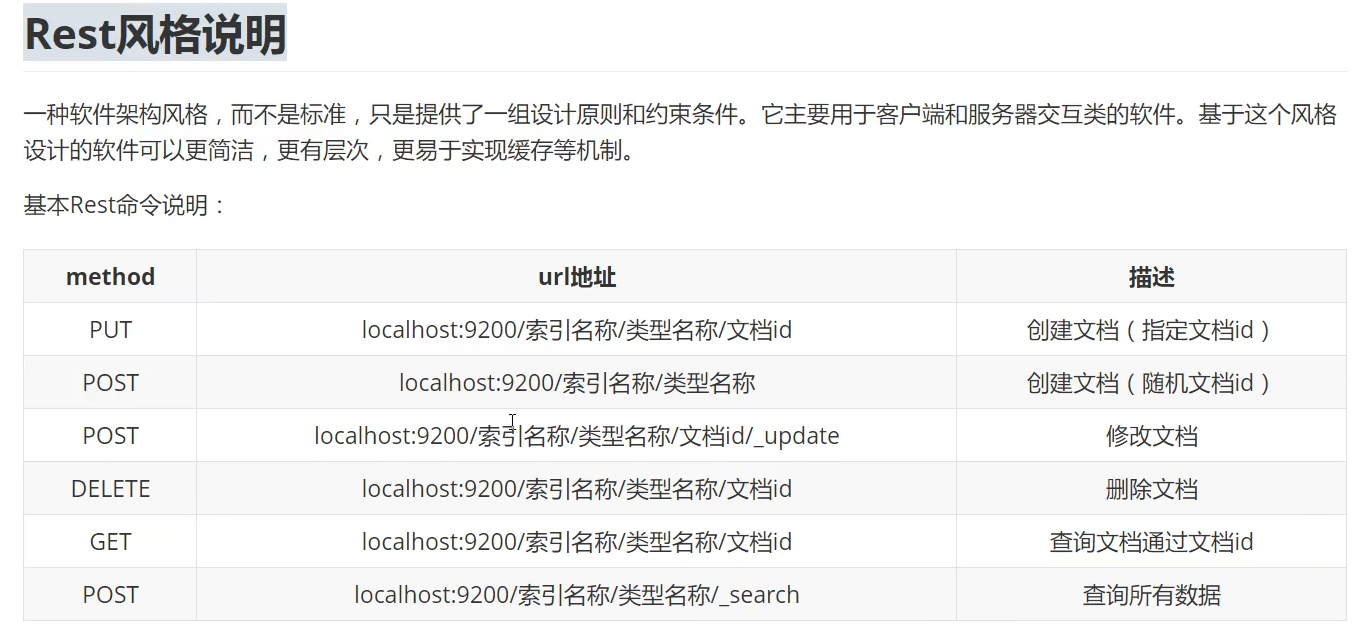 Rest风格说明
一种软件架构风格，而不是标准，只是提供了一组设计原则和约束条件。它主要用于客户端和服务器交互类的软件。基于这个风格
设计的软件可以更简洁，更有层次，更易于实现缓存等机制。
基本Rest命令说明：
method url地址 描述
PUT localhost:9200/索引名称/类型名称/文档id 创建文档（指定文档id）
POST localhost:9200/索引名称/类型名称 创建文档（随机文档id）
POST localhost:9200/索引名称/类型名称/文档id/_update 修改文档
DELETE localhost:9200/索引名称/类型名称/文档id 删除文档
GET localhost:9200/索引名称/类型名称/文档id 查询文档通过文档id
POST localhost:9200/索引名称/类型名称/_search 查询所有数据